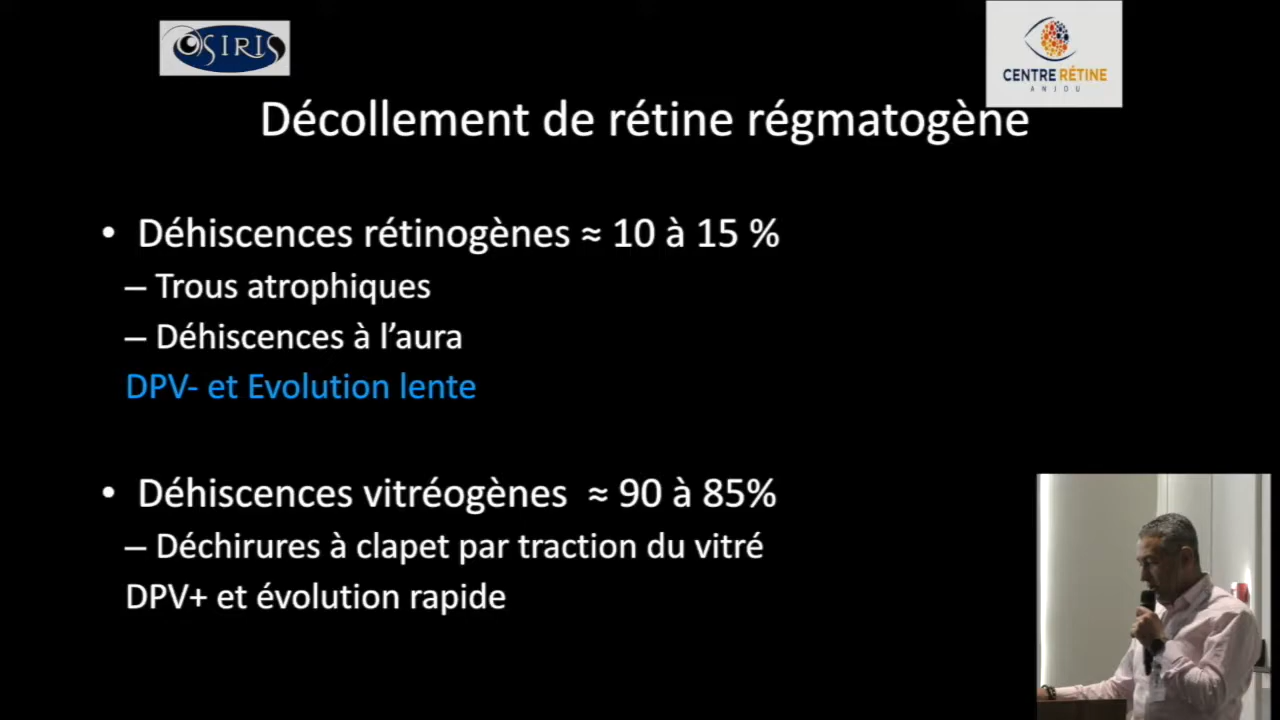 OSIRIS
CENTRE RÉTINE
ANJOU
Décollement de rétine régmatogène
• Déhiscences rétinogènes ≈ 10 à 15 %
– Trous atrophiques
– Déhiscences à l’aura
DPV- et Evolution lente
• Déhiscences vitréogènes ≈ 90 à 85%
– Déchirures à clapet par traction du vitré
DPV+ et évolution rapide